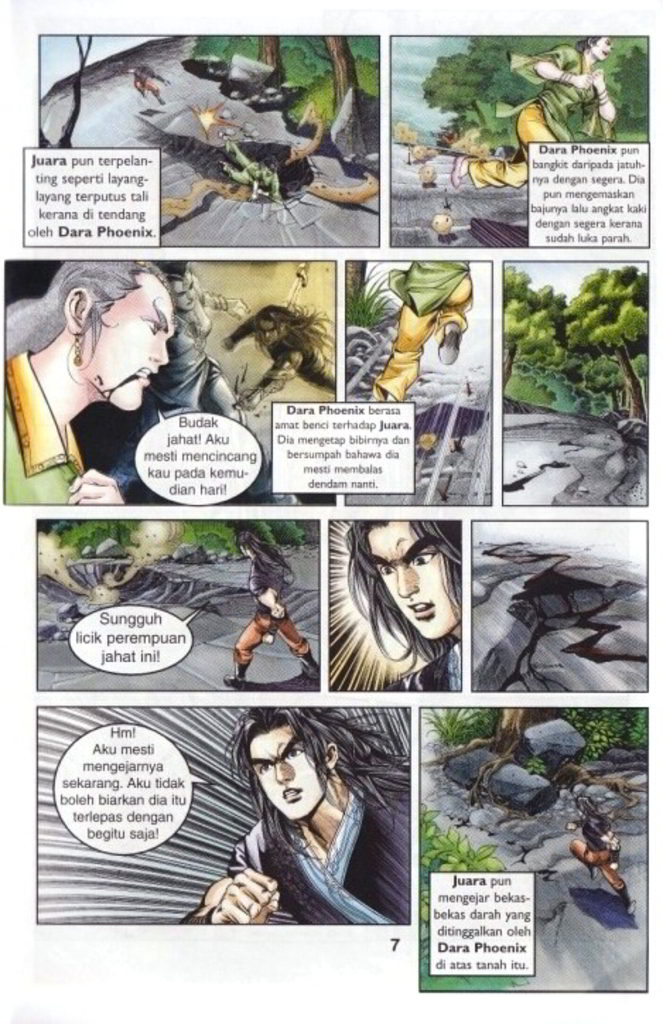 Juara pun terpelan-
ting seperti layang-
layang terputus tali
kerana di tendang
oleh Dara Phoenix.
Dara Phoenix pun
bangkit daripada jatuh-
nya dengan segera. Dia
pun mengemaskan
bajunya lalu angkat kaki
dengan segera kerana
sudah luka parah.
Budak
jahat! Aku
mesti mencincang
kau pada kemu-
dian hari!
Dara Phoenix berasa
amat benci terhadap Juara.
Dia mengetap bibirnya dan
bersumpah bahawa dia
mesti membalas
dendam nanti.
Sungguh
licik perempuan
jahat ini!
Hm!
Aku mesti
mengejarnya
sekarang. Aku tidak
boleh biarkan dia itu
terlepas dengan
begitu saja!
Juara pun
mengejar bekas-
bekas darah yang
ditinggalkan oleh
Dara Phoenix
di atas tanah itu.
7